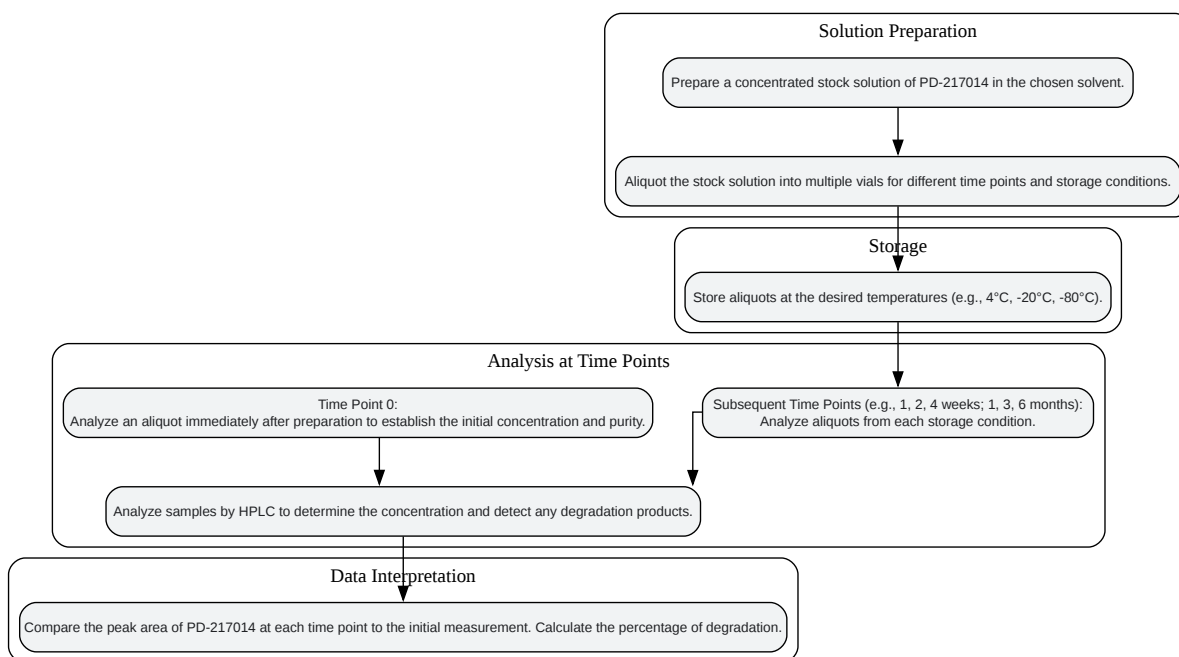 Solution Preparation
Prepare a concentrated stock solution of PD-217014 in the chosen solvent.
Aliquot the stock solution into multiple vials for different time points and storage conditions.
Storage
Store aliquots at the desired temperatures (e.g., 4°C, -20°C, -80°C).
Analysis at Time Points
Time Point 0:
Analyze an aliquot immediately after preparation to establish the initial concentration and purity.
Subsequent Time Points (e.g., 1, 2, 4 weeks; 1, 3, 6 months):
Analyze aliquots from each storage condition.
Analyze samples by HPLC to determine the concentration and detect any degradation products.
Data Interpretation
Compare the peak area of PD-217014 at each time point to the initial measurement. Calculate the percentage of degradation.